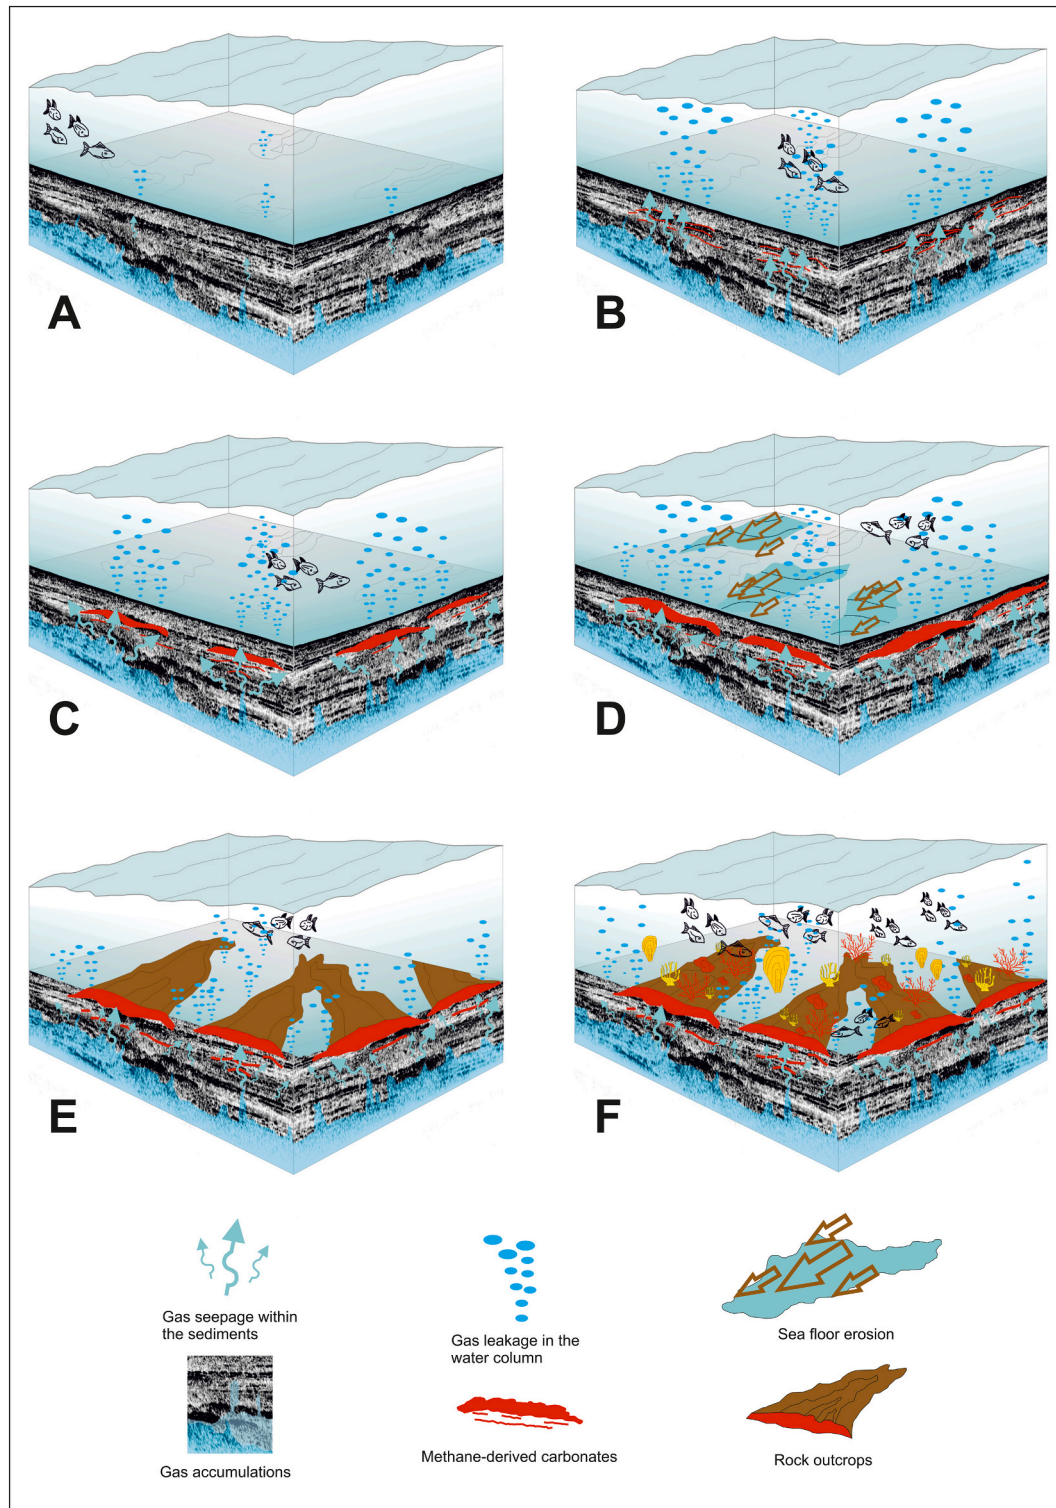 A
B
C
D
E
F
Gas seepage within
the sediments
Gas leakage in the
water column
Sea floor erosion
Gas accumulations
Methane-derived carbonates
Rock outcrops